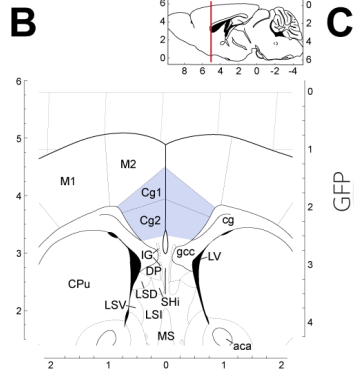 B
C
6
4
2
0
0
2
4
6
8 6 4 2 0 -2 -4
6
5
4
3
2
0
1
2
3
4
GFP
M1
M2
Cg1
Cg2
cg
IG
gcc
LV
DP
CPu
LSD
SHi
LSV
LSI
MS
aca
2 1 0 1 2